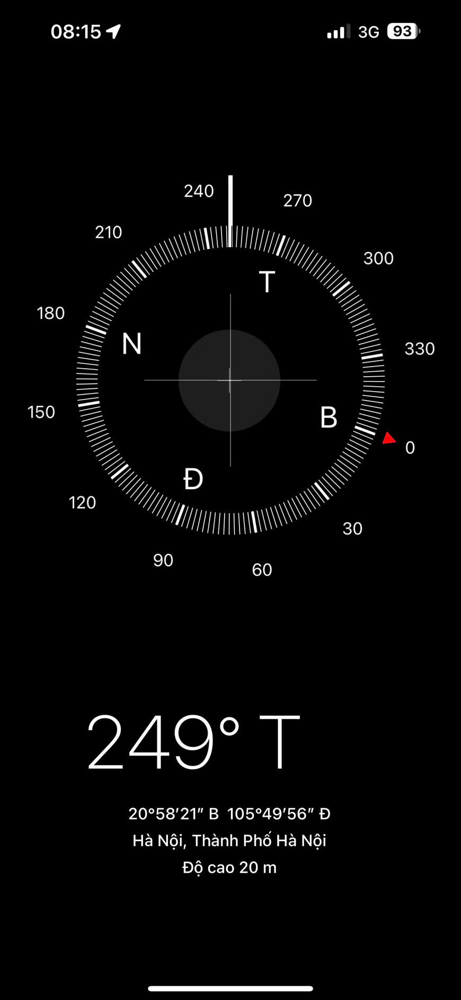 08:15 3G 93
240
270
210
300
180
T
N
330
150
B
0
Đ
120
30
90
60
249° T
20°58′21″ B 105°49′56″ Đ
Hà Nội, Thành Phố Hà Nội
Độ cao 20 m